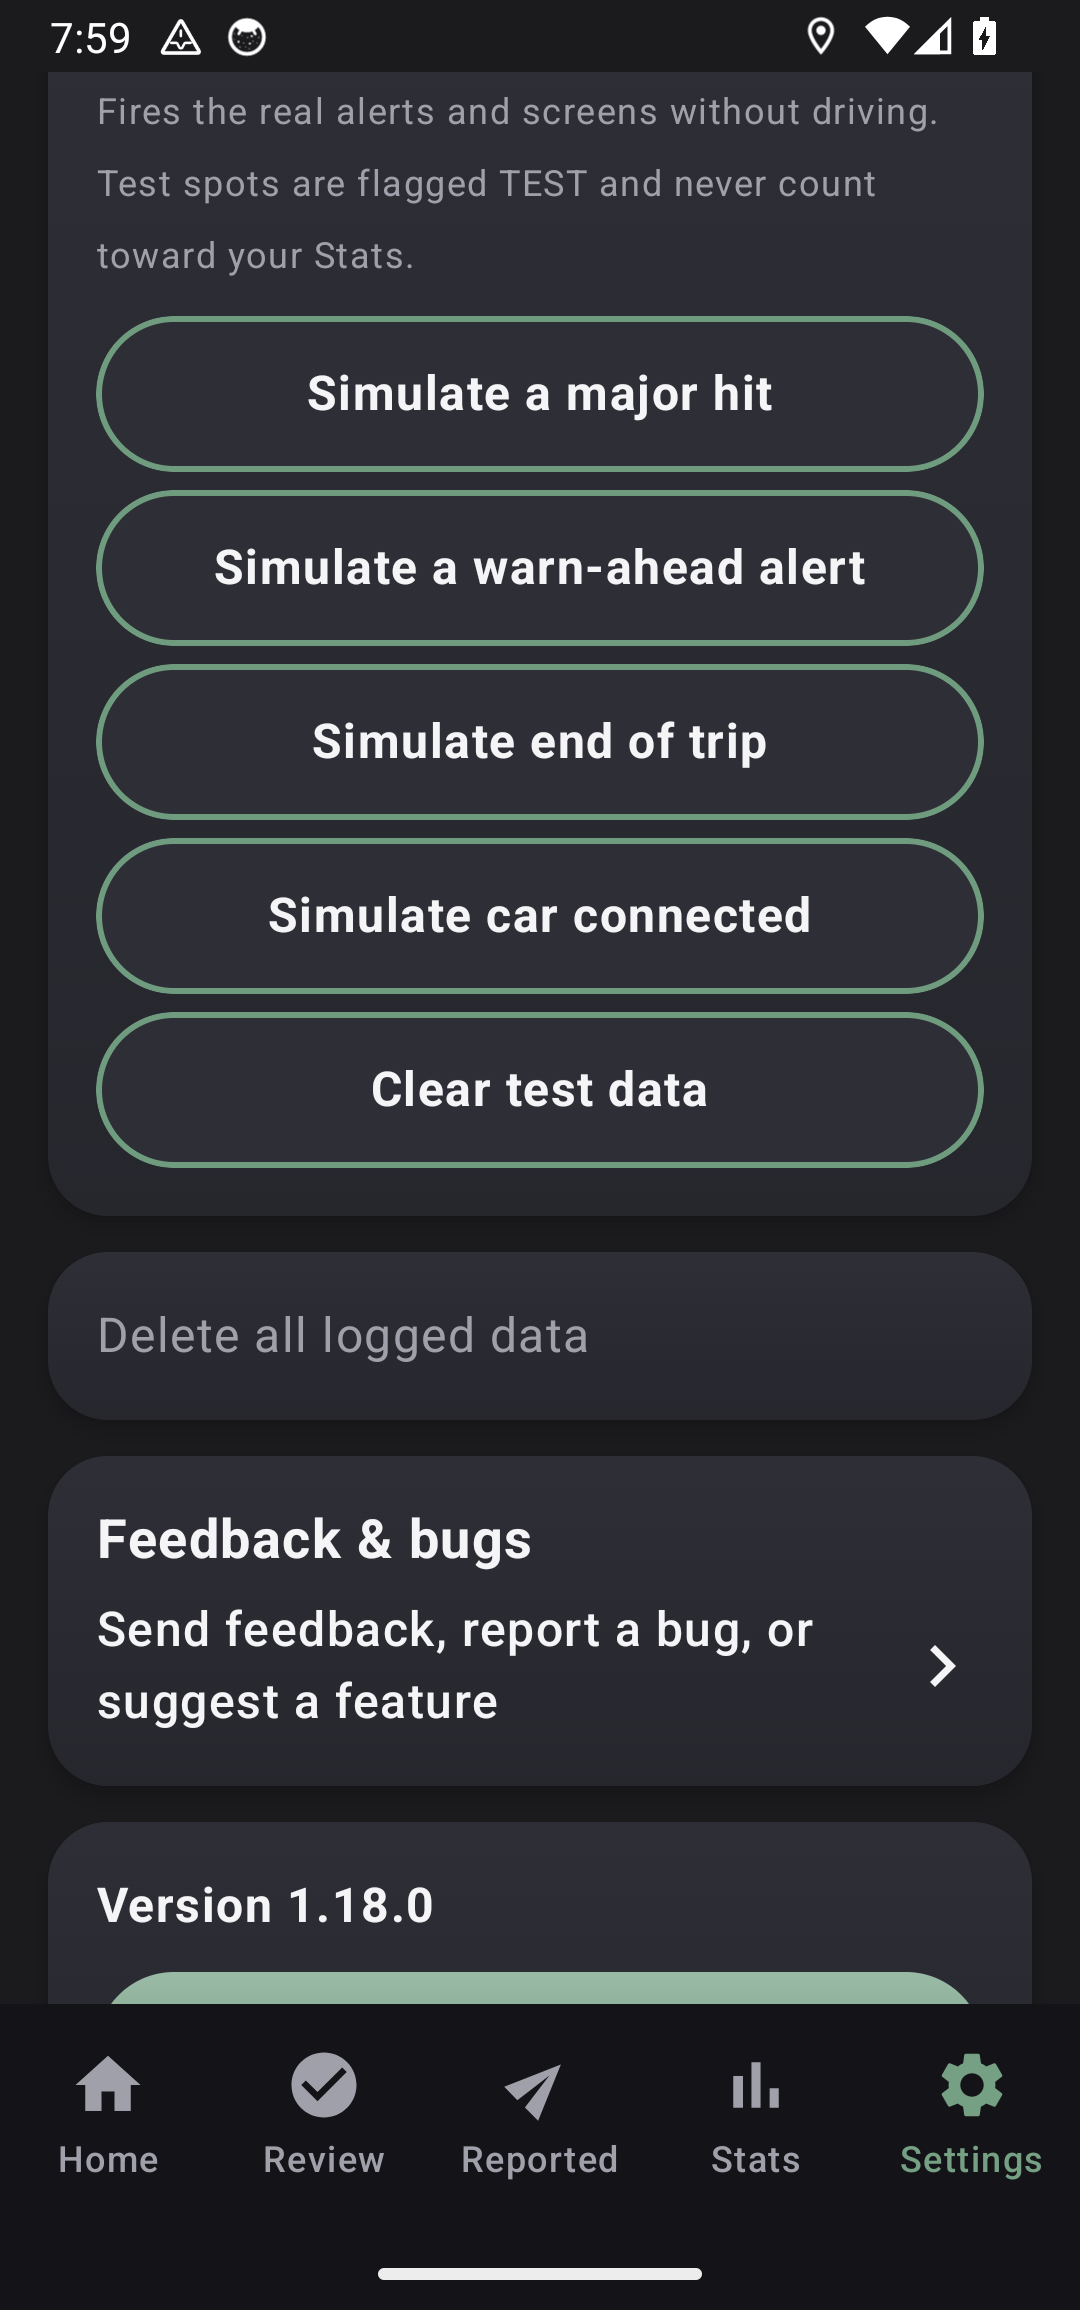 7:59
Fires the real alerts and screens without driving.
Test spots are flagged TEST and never count
toward your Stats.
Simulate a major hit
Simulate a warn-ahead alert
Simulate end of trip
Simulate car connected
Clear test data
Delete all logged data
Feedback & bugs
Send feedback, report a bug, or
suggest a feature
Version 1.18.0
Home Review Reported Stats Settings